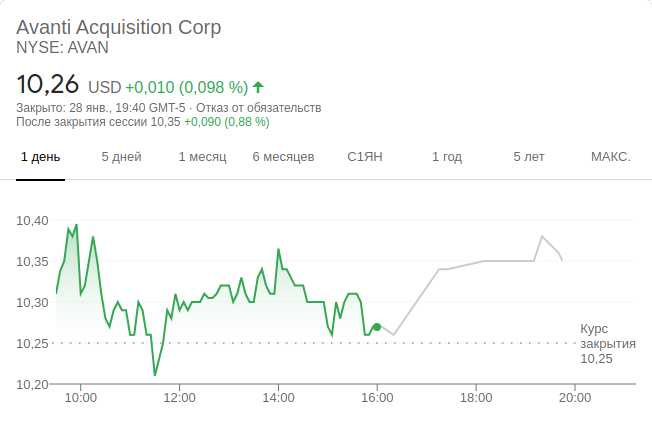 Avanti Acquisition Corp
NYSE: AVAN
10,26 USD +0,010 (0,098 %)
Закрыто: 28 янв., 19:40 GMT-5 · Отказ от обязательств
После закрытия сессии 10,35 +0,090 (0,88 %)
1 день 5 дней 1 месяц 6 месяцев С1ЯН 1 год 5 лет МАКС.
10,40
10,35
10,30
10,25
10,20
Курс
закрытия
10,25
10:00 12:00 14:00 16:00 18:00 20:00